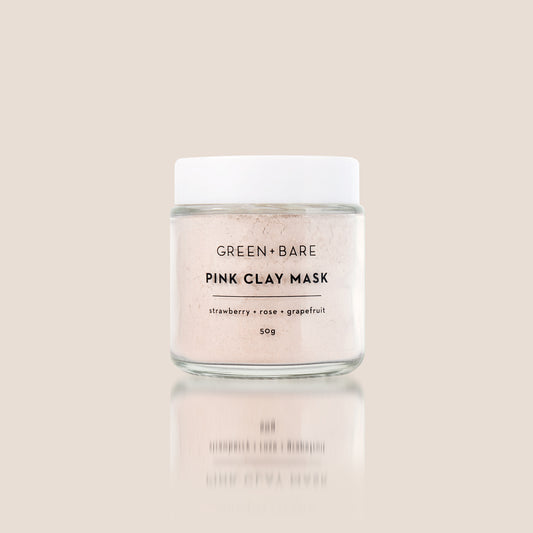 GREEN + BARE
PINK CLAY MASK
strawberry + rose + grapefruit
50g